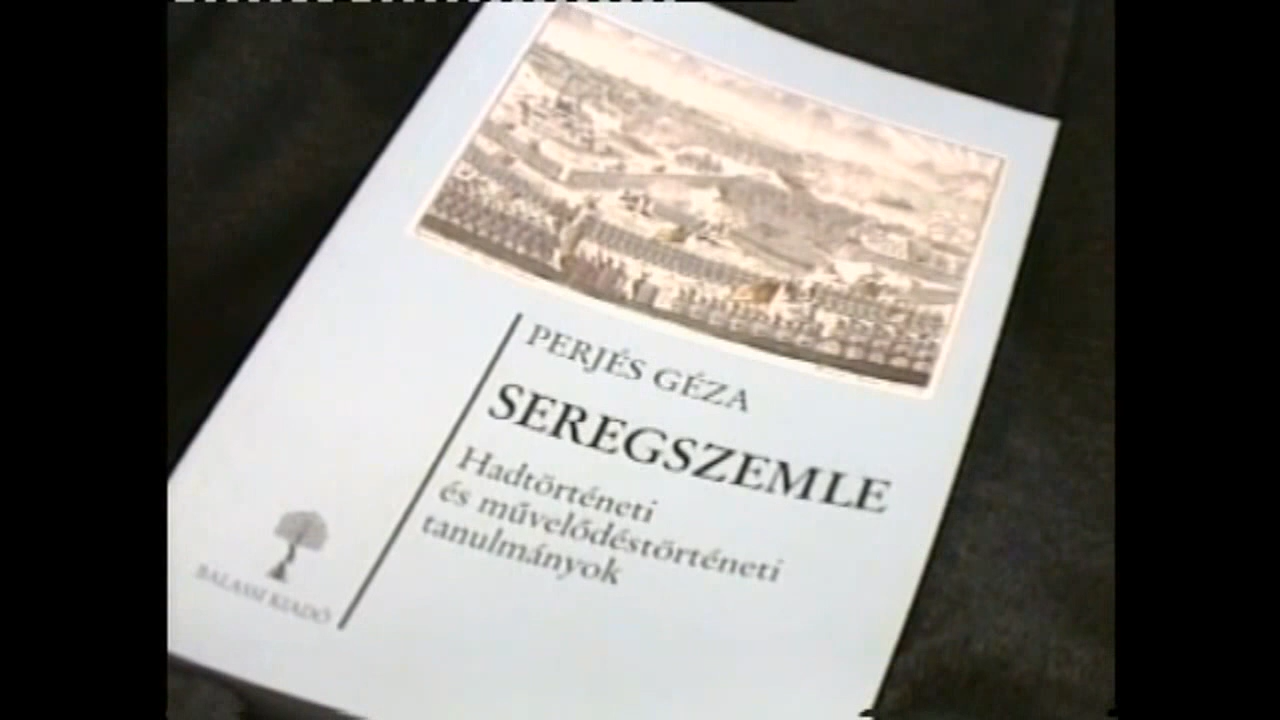 PERJÉS GÉZA
SEREGSZEMLE
Hadtörténeti
és művelődéstörténeti
tanulmányok
BALASSI KIADÓ